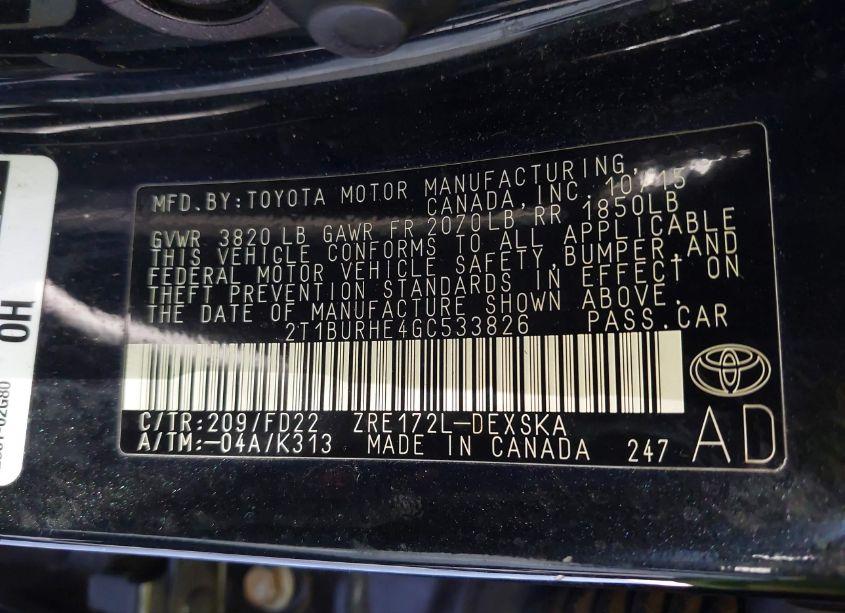 MFD.BY:TOYOTA MOTOR MANUFACTURING,
CANADA, INC. 10/15
GVWR 3820 LB GAWR FR 2070LB RR 1850LB
THIS VEHICLE CONFORMS TO ALL APPLICABLE
FEDERAL MOTOR VEHICLE SAFETY, BUMPER, AND
THEFT PREVENTION STANDARDS IN EFFECT ON
THE DATE OF MANUFACTURE SHOWN ABOVE.
2T1BURHE4GC533826 PASS.CAR
C/TR:209/FD22 ZRE172L-DEXSKA
A/TM:-04A/K313 MADE IN CANADA 247
AD
HO